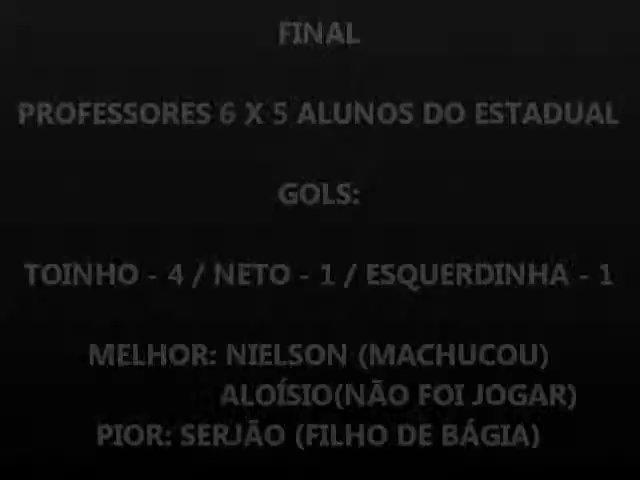 FINAL
PROFESSORES 6 X 5 ALUNOS DO ESTADUAL
GOLS:
TOINHO - 4 / NETO - 1 / ESQUERDINHA - 1
MELHOR: NIELSON (MACHUCOU)
ALOÍSIO(NÃO FOI JOGAR)
PIOR: SERJÃO (FILHO DE BÁGIA)